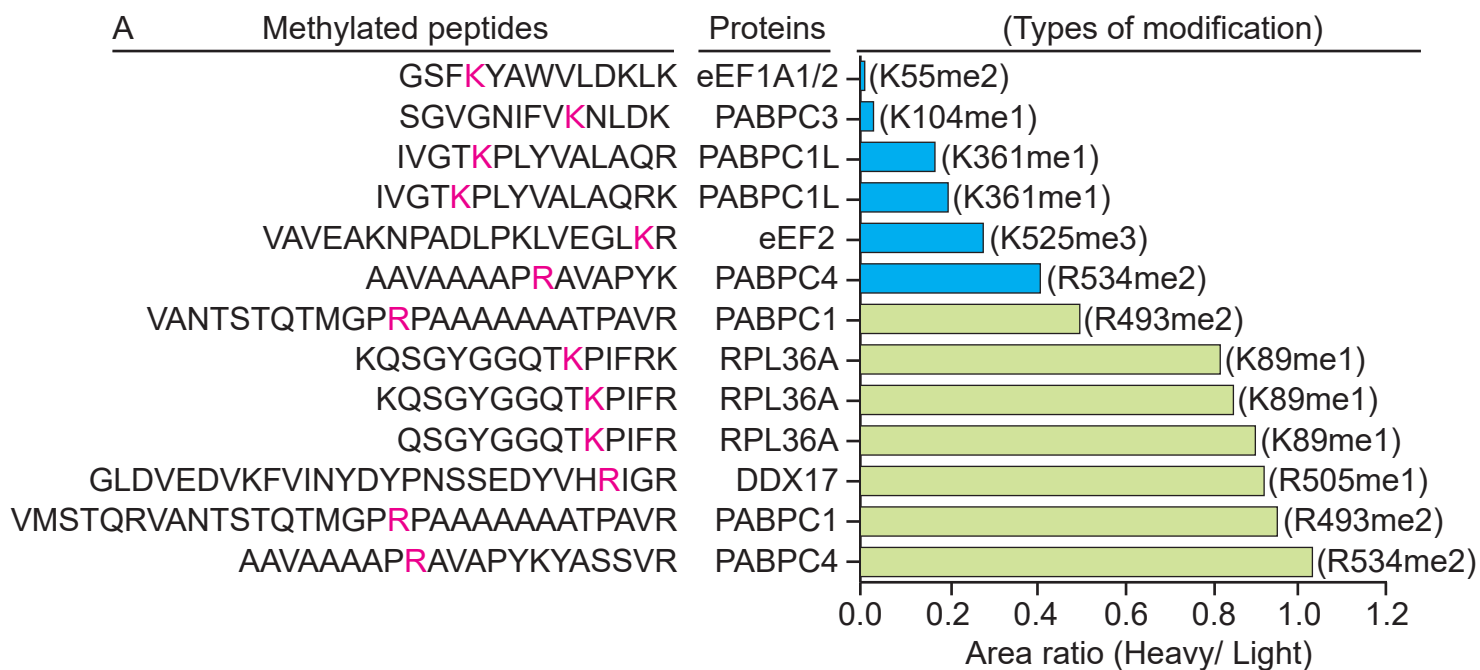 A Methylated peptides Proteins (Types of modification)
GSFKYAWVLDKLK eEF1A1/2 (K55me2)
SGVGNIFVKNLDK PABPC3 (K104me1)
IVGTKPLYVALAQR PABPC1L (K361me1)
IVGTKPLYVALAQRK PABPC1L (K361me1)
VAVEAKNPADLPKLVEGLKR eEF2 (K525me3)
AAVAAAAPRAVAPYK PABPC4 (R534me2)
VANTSTQTMGPRPAAAAAAATPAVR PABPC1 (R493me2)
KQSGYGGQTKPIFRK RPL36A (K89me1)
KQSGYGGQTKPIFR RPL36A (K89me1)
QSGYGGQTKPIFR RPL36A (K89me1)
GLDVEDVKFVINYDYPNSSEDYVHRIGR DDX17 (R505me1)
VMSTQRVANTSTQTMGPRPAAAAAAATPAVR PABPC1 (R493me2)
AAVAAAAPRAVAPYKYASSVR PABPC4 (R534me2)
0.0 0.2 0.4 0.6 0.8 1.0 1.2
Area ratio (Heavy/ Light)